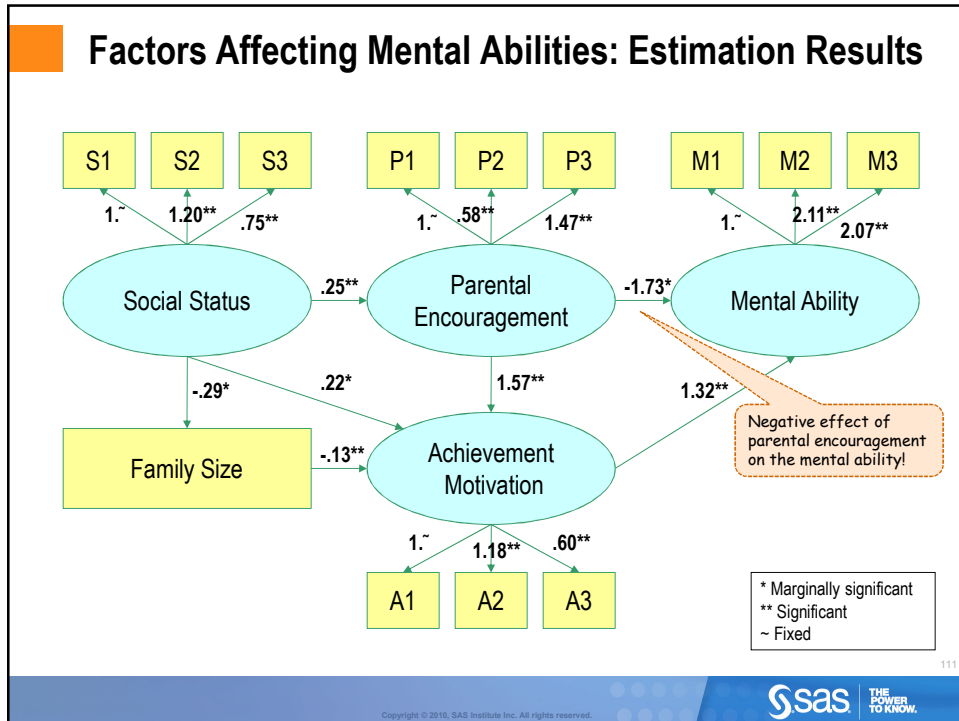 Factors Affecting Mental Abilities: Estimation Results
S1 S2 S3 P1 P2 P3 M1 M2 M3
1.~ 1.20** .75** 1.~ .58** 1.47** 1.~ 2.11** 2.07**
Social Status
.25**
Parental
Encouragement
-1.73*
Mental Ability
-.29* .22* 1.57** 1.32**
Negative effect of
parental encouragement
on the mental ability!
Family Size
-.13**
Achievement
Motivation
1.~ 1.18** .60**
A1 A2 A3
* Marginally significant
** Significant
~ Fixed
111
Copyright © 2010, SAS Institute Inc. All rights reserved.
sas THE
POWER
TO KNOW.